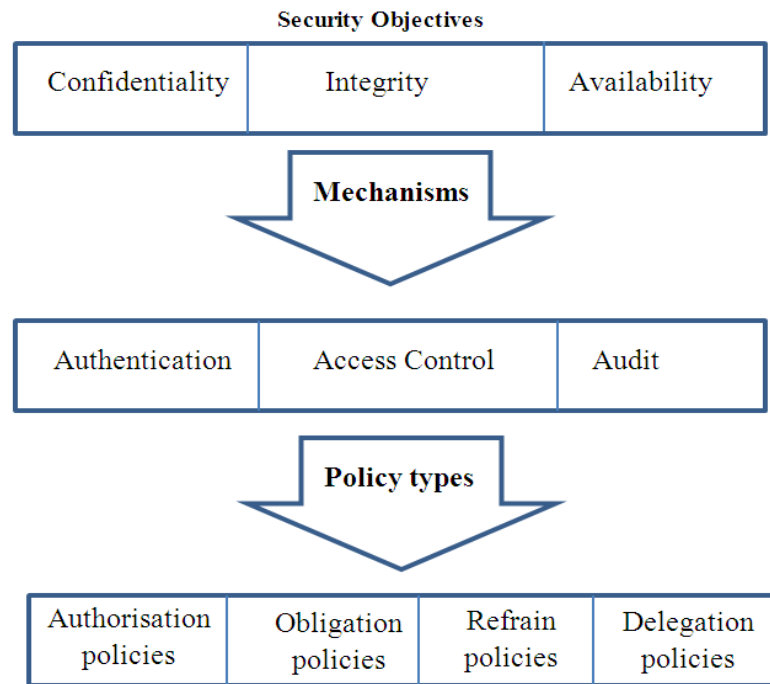 Security Objectives
Confidentiality Integrity Availability
Mechanisms
Authentication Access Control Audit
Policy types
Authorisation policies
Obligation policies
Refrain policies
Delegation policies